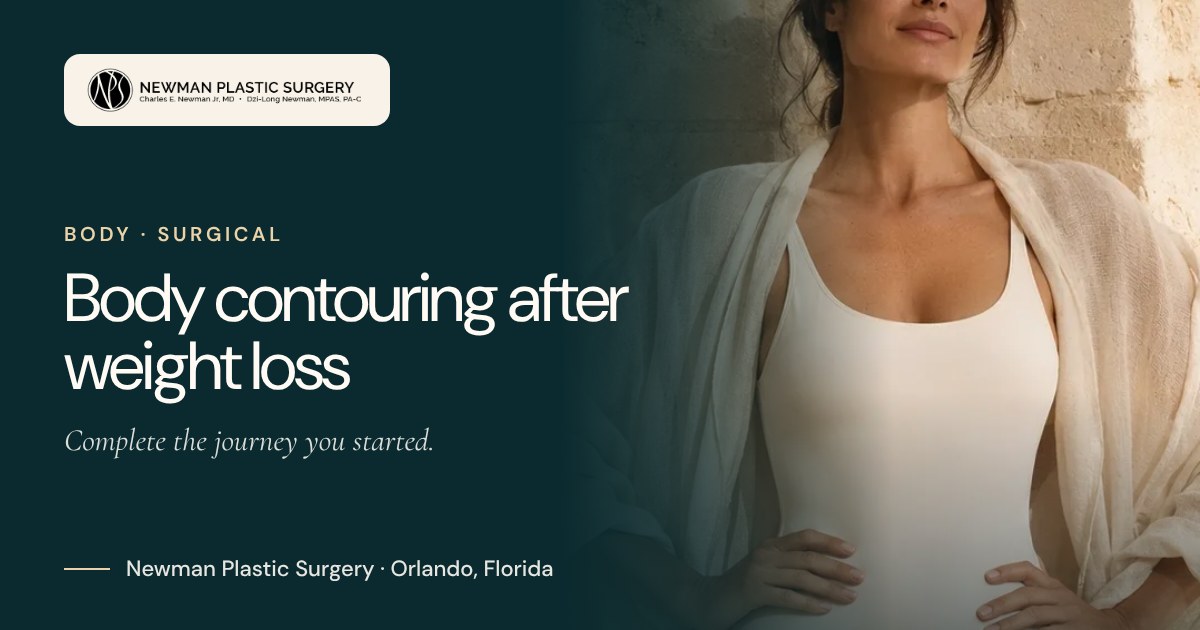 NPS
NEWMAN PLASTIC SURGERY
Charles E. Newman Jr, MD • Dzi-Long Newman, MPAS, PA-C
BODY · SURGICAL
Body contouring after
weight loss
Complete the journey you started.
Newman Plastic Surgery · Orlando, Florida